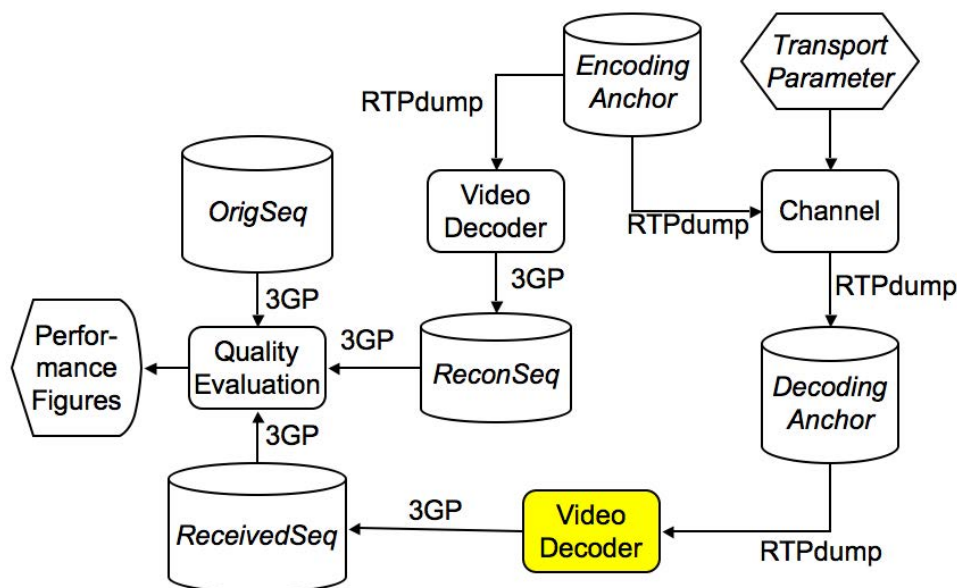 Encoding
Anchor
Transport
Parameter
RTPdump
OrigSeq
Video
Decoder
RTPdump
Channel
3GP
3GP
RTPdump
Perfor-
mance
Figures
Quality
Evaluation
3GP
ReconSeq
Decoding
Anchor
3GP
ReceivedSeq
3GP
Video
Decoder
RTPdump